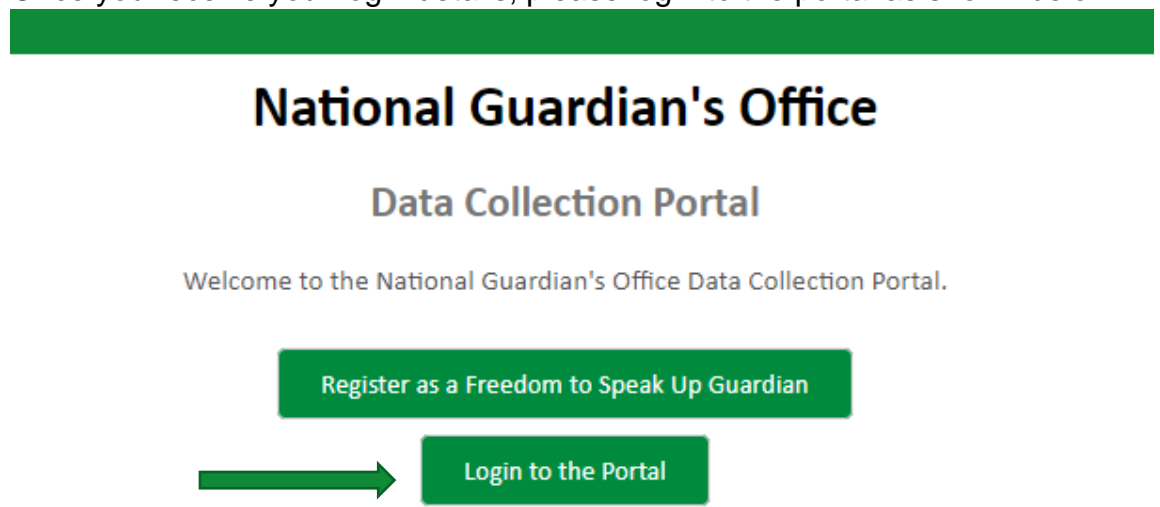 National Guardian's Office
Data Collection Portal
Welcome to the National Guardian's Office Data Collection Portal.
Register as a Freedom to Speak Up Guardian
Login to the Portal